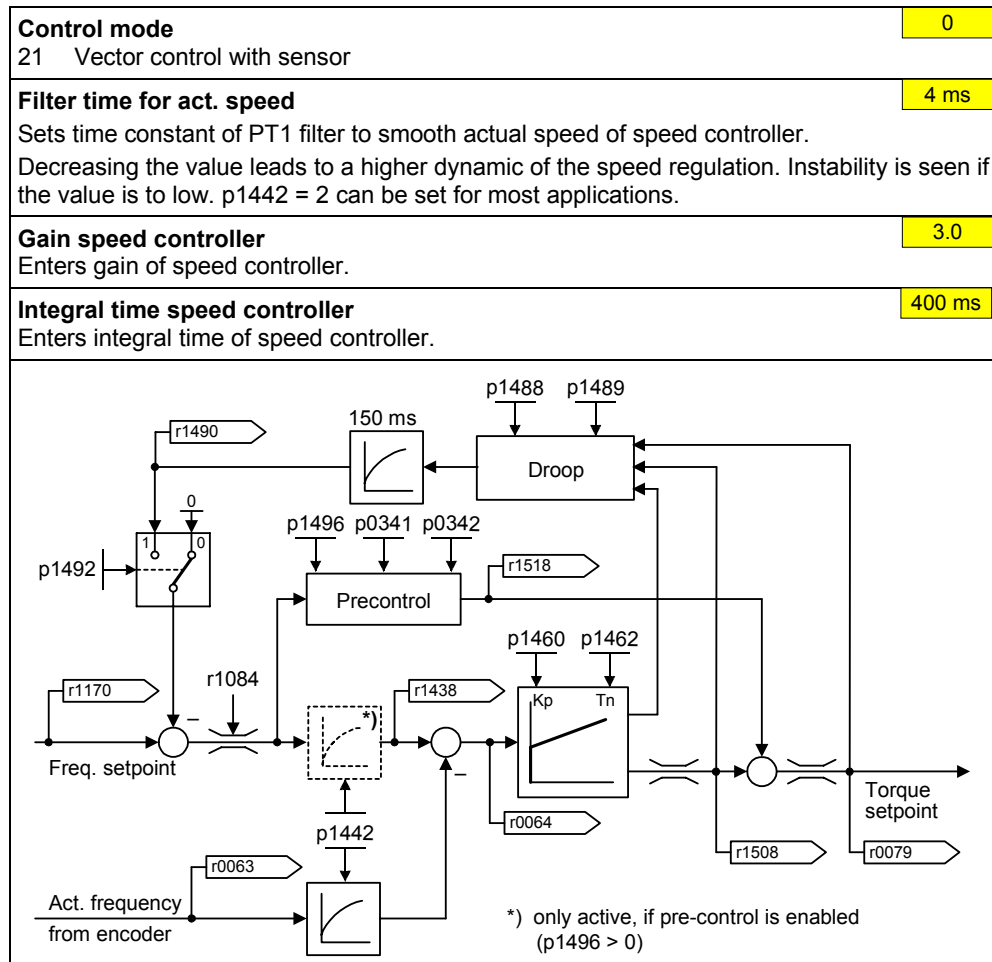 Control mode
0
21 Vector control with sensor
Filter time for act. speed
4 ms
Sets time constant of PT1 filter to smooth actual speed of speed controller.
Decreasing the value leads to a higher dynamic of the speed regulation. Instability is seen if
the value is to low. p1442 = 2 can be set for most applications.
Gain speed controller
3.0
Enters gain of speed controller.
Integral time speed controller
400 ms
Enters integral time of speed controller.
p1488 p1489
150 ms
r1490
Droop
0
p1496 p0341 p0342
1 0
r1518
p1492
Precontrol
p1460 p1462
r1170
r1084
r1438
Kp Tn
*)
–
–
Freq. setpoint
Torque
setpoint
r0064
p1442
r0063
r1508
r0079
Act. frequency
from encoder
*) only active, if pre-control is enabled
(p1496 > 0)